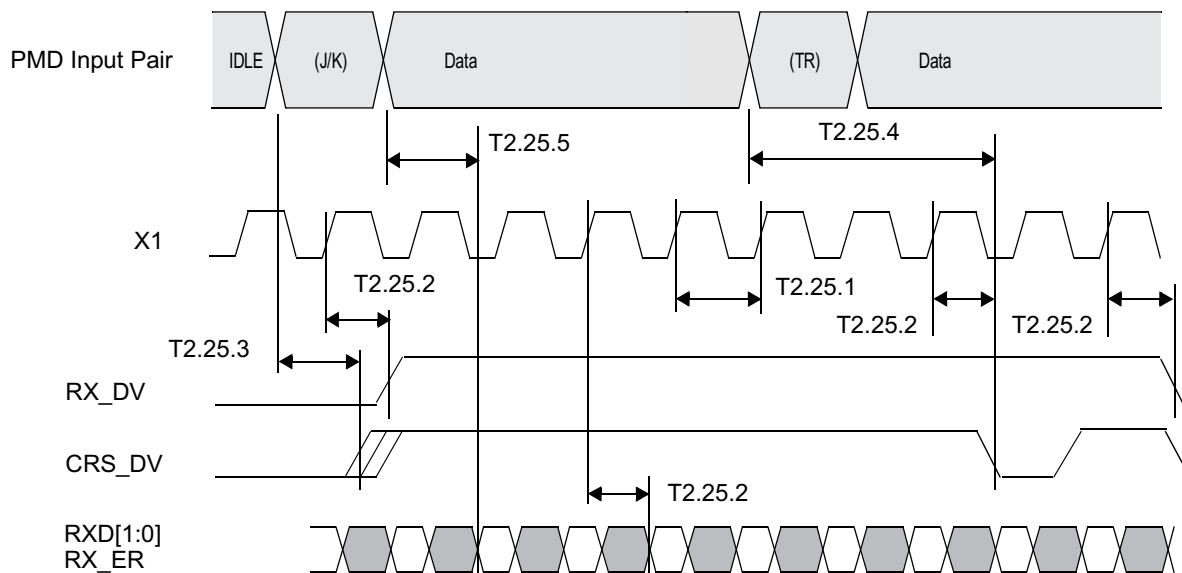 PMD Input Pair
IDLE
(J/K)
Data
(TR)
Data
T2.25.5
T2.25.4
X1
T2.25.2
T2.25.1
T2.25.2
T2.25.2
T2.25.3
RX_DV
CRS_DV
T2.25.2
RXD[1:0]
RX_ER